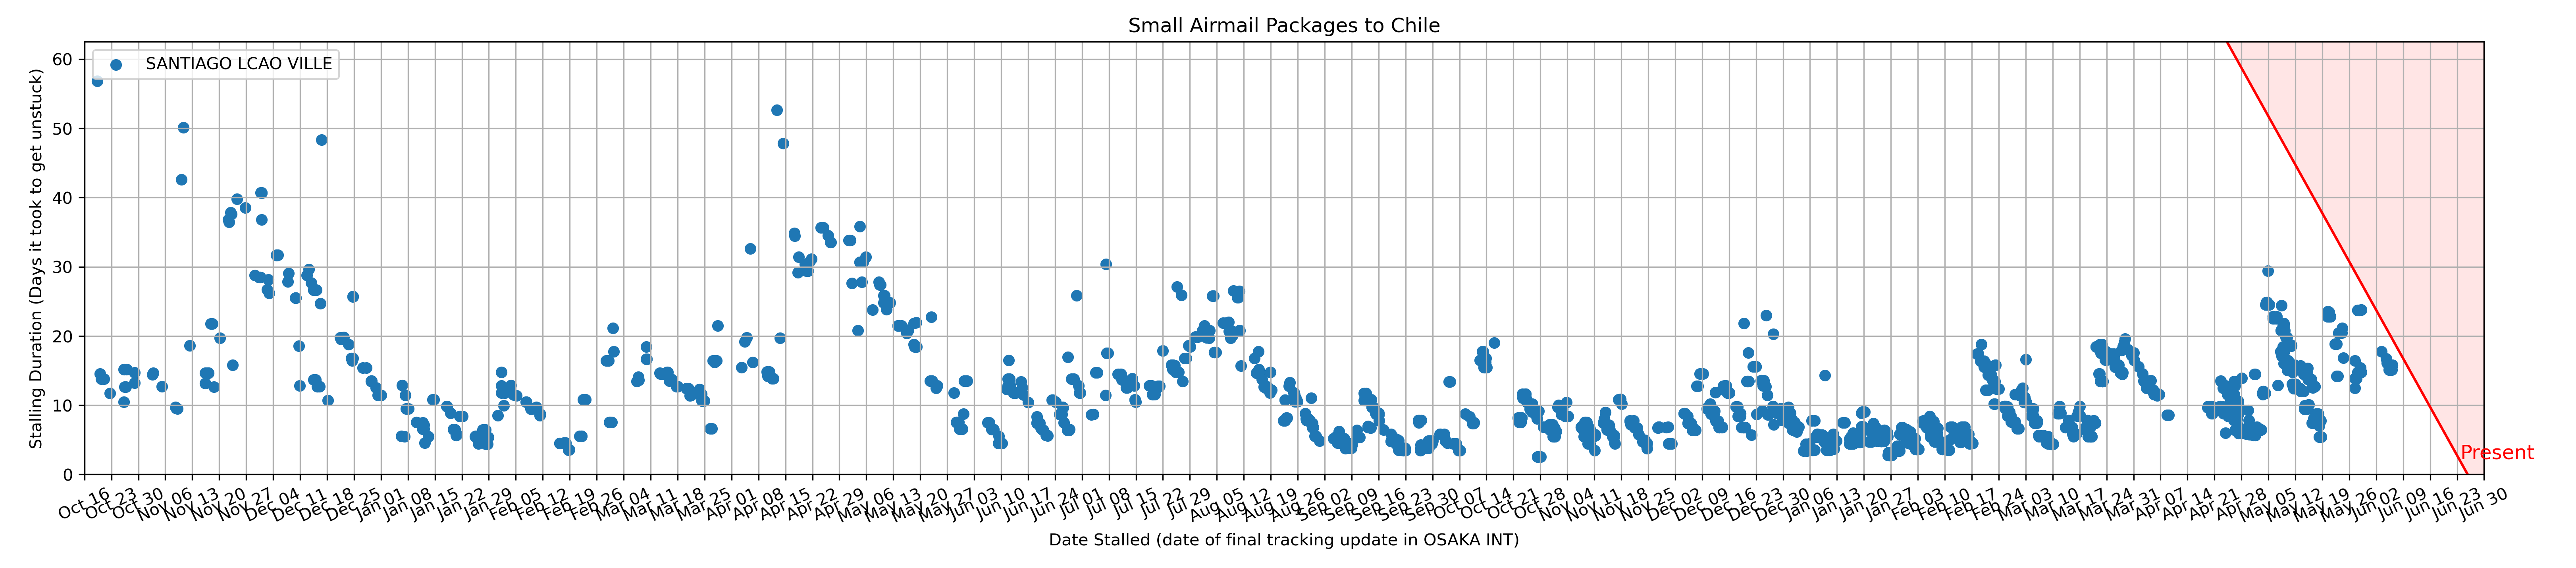 Small Airmail Packages to Chile
SANTIAGO LCAO VILLE
Stalling Duration (Days it took to get unstuck)
60
50
40
30
20
10
0
Present
Oct 16 Oct 23 Oct 30 Nov 06 Nov 13 Nov 20 Nov 27 Dec 04 Dec 11 Dec 18 Dec 25 Jan 01 Jan 08 Jan 15 Jan 22 Jan 29 Feb 05 Feb 12 Feb 19 Feb 26 Mar 04 Mar 11 Mar 18 Mar 25 Apr 01 Apr 08 Apr 15 Apr 22 Apr 29 May 06 May 13 May 20 May 27 Jun 03 Jun 10 Jun 17 Jun 24 Jul 01 Jul 08 Jul 15 Jul 22 Jul 29 Aug 05 Aug 12 Aug 19 Aug 26 Sep 02 Sep 09 Sep 16 Sep 23 Sep 30 Oct 07 Oct 14 Oct 21 Oct 28 Nov 04 Nov 11 Nov 18 Nov 25 Dec 02 Dec 09 Dec 16 Dec 23 Dec 30 Jan 06 Jan 13 Jan 20 Jan 27 Feb 03 Feb 10 Feb 17 Feb 24 Mar 03 Mar 10 Mar 17 Mar 24 Mar 31 Apr 07 Apr 14 Apr 21 Apr 28 May 05 May 12 May 19 May 26 Jun 02 Jun 09 Jun 16 Jun 23 Jun 30
Date Stalled (date of final tracking update in OSAKA INT)